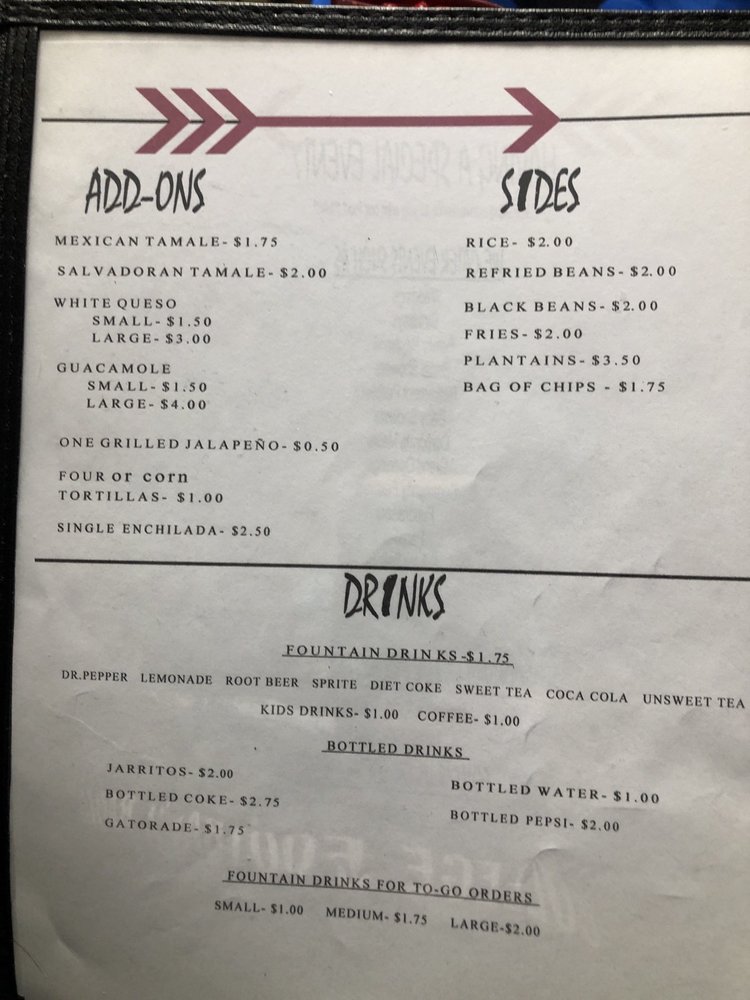 ADD-ONS
MEXICAN TAMALE- $1.75
SALVADORAN TAMALE- $2.00
WHITE QUESO
SMALL- $1.50
LARGE- $3.00
GUACAMOLE
SMALL- $1.50
LARGE- $4.00
ONE GRILLED JALAPEÑO- $0.50
FOUR or corn
TORTILLAS- $1.00
SINGLE ENCHILADA- $2.50
SIDES
RICE- $2.00
REFRIED BEANS- $2.00
BLACK BEANS- $2.00
FRIES- $2.00
PLANTAINS- $3.50
BAG OF CHIPS - $1.75
DRINKS
FOUNTAIN DRINKS-$1.75
DR.PEPPER LEMONADE ROOT BEER SPRITE DIET COKE SWEET TEA COCA COLA UNSWEET TEA
KIDS DRINKS- $1.00 COFFEE- $1.00
BOTTLED DRINKS
JARRITOS- $2.00
BOTTLED COKE- $2.75
GATORADE- $1.75
BOTTLED WATER- $1.00
BOTTLED PEPSI- $2.00
FOUNTAIN DRINKS FOR TO-GO ORDERS
SMALL- $1.00 MEDIUM- $1.75 LARGE-$2.00